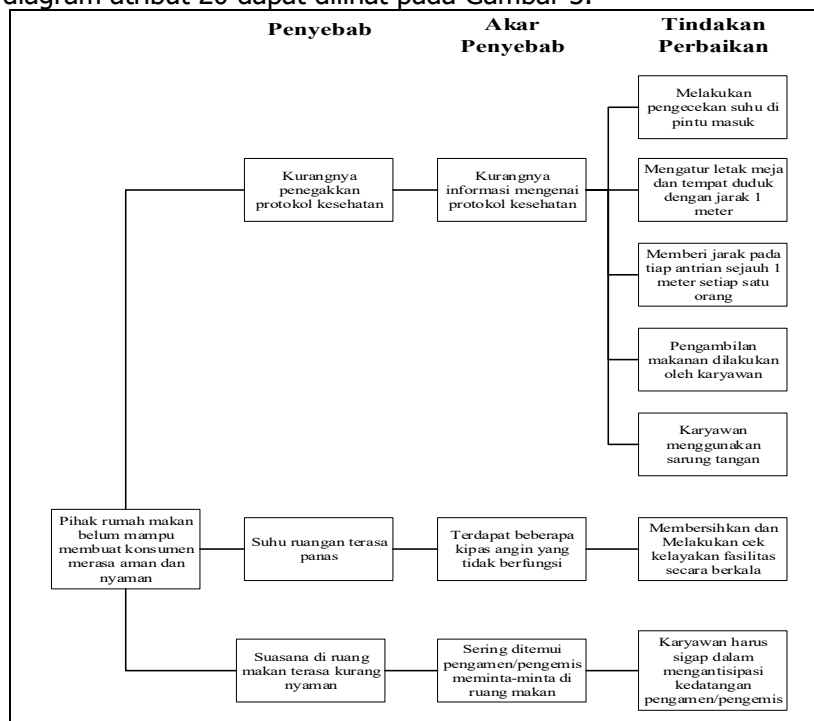 diagram atribut 20 dapat dilihat pada Gambar 3.
Penyebab
Akar
Penyebab
Tindakan
Perbaikan
Melakukan
pengecekan suhu di
pintu masuk
Kurangnya
penegakkan
protokol kesehatan
Kurangnya
informasi mengenai
protokol kesehatan
Mengatur letak meja
dan tempat duduk
dengan jarak 1
meter
Memberi jarak pada
tiap antrian sejauh 1
meter setiap satu
orang
Pengambilan
makanan dilakukan
oleh karyawan
Karyawan
menggunakan
sarung tangan
Pihak rumah makan
belum mampu
membuat konsumen
merasa aman dan
nyaman
Suhu ruangan terasa
panas
Terdapat beberapa
kipas angin yang
tidak berfungsi
Membersihkan dan
Melakukan cek
kelayakan fasilitas
secara berkala
Suasana di ruang
makan terasa kurang
nyaman
Sering ditemui
pengamen/pengemis
meminta-minta di
ruang makan
Karyawan harus
sigap dalam
mengantisipasi
kedatangan
pengamen/pengemis